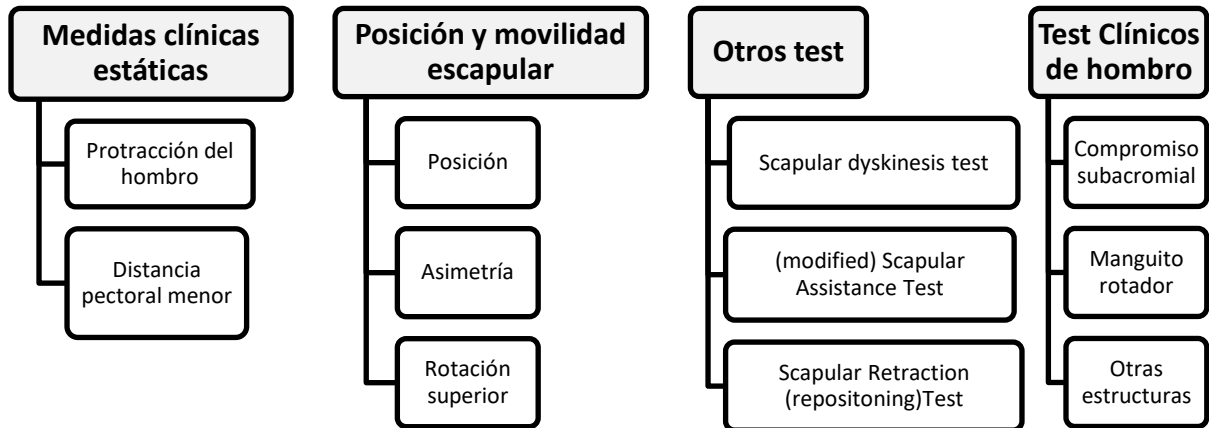 Medidas clínicas
estáticas
Protracción del
hombro
Distancia
pectoral menor
Posición y movilidad
escapular
Posición
Asimetría
Rotación
superior
Otros test
Scapular dyskinesis test
(modified) Scapular
Assistance Test
Scapular Retraction
(repositoning)Test
Test Clínicos
de hombro
Compromiso
subacromial
Manguito
rotador
Otras
estructuras